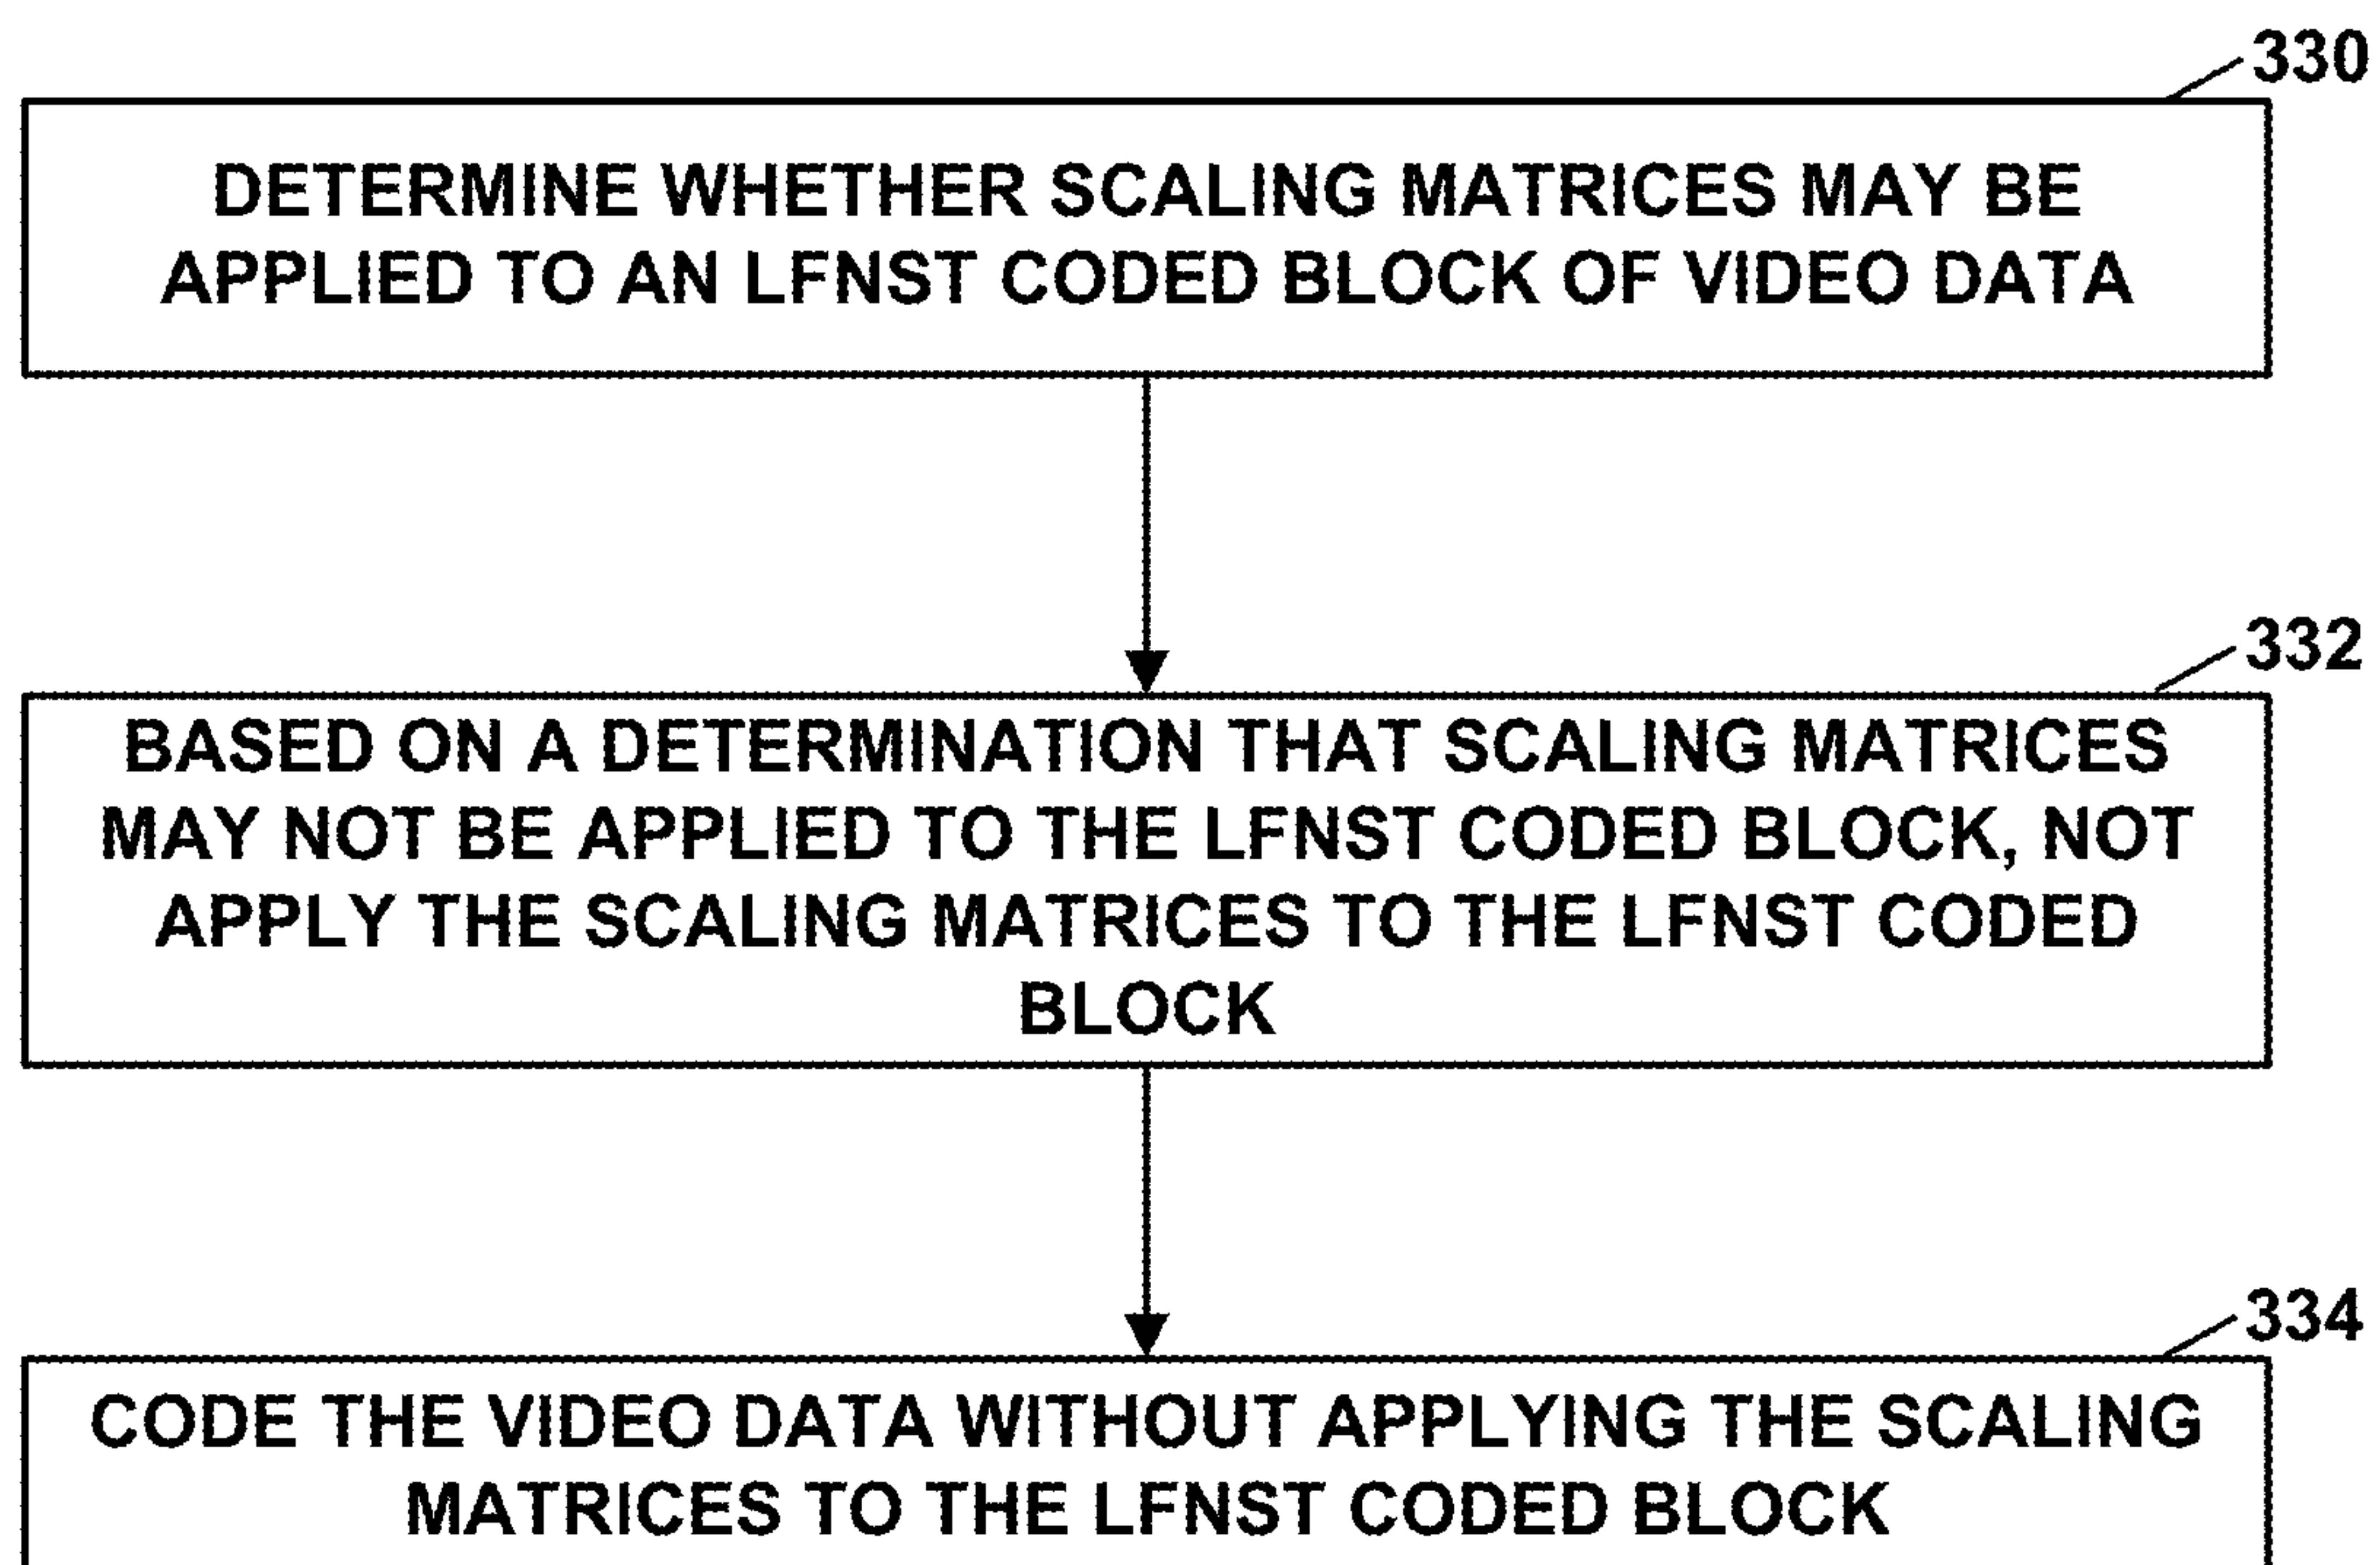 330
DETERMINE WHETHER SCALING MATRICES MAY BE
APPLIED TO AN LFNST CODED BLOCK OF VIDEO DATA
332
BASED ON A DETERMINATION THAT SCALING MATRICES
MAY NOT BE APPLIED TO THE LFNST CODED BLOCK, NOT
APPLY THE SCALING MATRICES TO THE LFNST CODED
BLOCK
334
CODE THE VIDEO DATA WITHOUT APPLYING THE SCALING
MATRICES TO THE LFNST CODED BLOCK